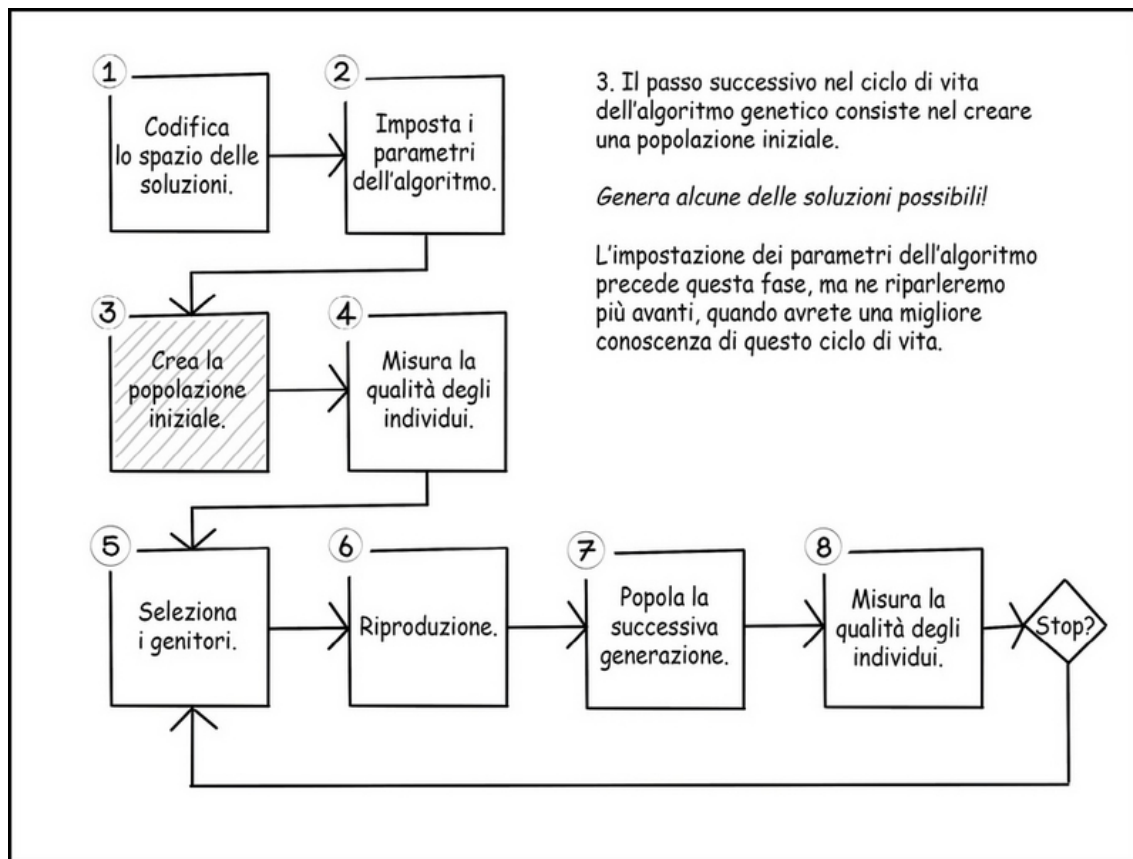 1
Codifica
lo spazio delle
soluzioni.
2
Imposta i
parametri
dell'algoritmo.
3. Il passo successivo nel ciclo di vita
dell'algoritmo genetico consiste nel creare
una popolazione iniziale.
Genera alcune delle soluzioni possibili!
L'impostazione dei parametri dell'algoritmo
precede questa fase, ma ne riparleremo
più avanti, quando avrete una migliore
conoscenza di questo ciclo di vita.
3
Crea la
popolazione
iniziale.
4
Misura la
qualità degli
individui.
5
Seleziona
i genitori.
6
Riproduzione.
7
Popola la
successiva
generazione.
8
Misura la
qualità degli
individui.
Stop?